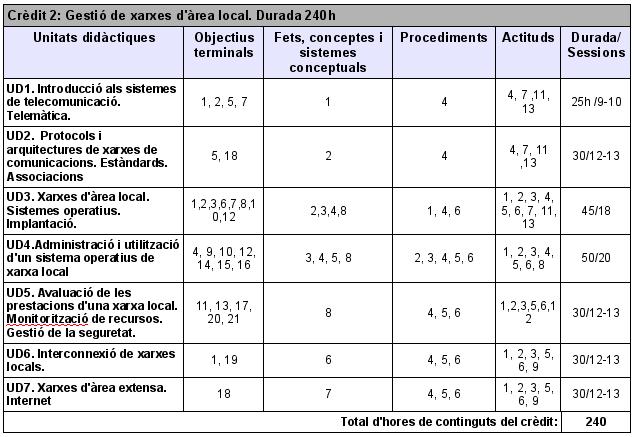 Crèdit 2: Gestió de xarxes d'àrea local. Durada 240h
Unitats didàctiques
Objectius
terminals
Fets, conceptes i
sistemes
conceptuals
Procediments
Actituds
Durada/
Sessions
UD1. Introducció als sistemes
de telecomunicació.
Telemàtica.
1, 2, 5, 7
1
4
4, 7 ,11,
13
25h /9-10
UD2. Protocols i
arquitectures de xarxes de
comunicacions. Estàndards.
Associacions
5, 18
2
4
4, 7, 11
,13
30/12-13
UD3. Xarxes d'àrea local.
Sistemes operatius.
Implantació.
1,2,3,6,7,8,1
0,12
2,3,4,8
1, 4, 6
1, 2, 3, 4,
5, 6, 7, 11,
13
45/18
UD4.Administració i utilització
d'un sistema operatius de
xarxa local
4, 9, 10, 12,
14, 15, 16
3, 4, 5, 8
2, 3, 4, 5, 6
1, 2, 3, 4,
5, 6, 8
50/20
UD5. Avaluació de les
prestacions d'una xarxa local.
Monitorització de recursos.
Gestió de la seguretat.
11, 13, 17,
20, 21
8
4, 5, 6
1,2,3,5,6,1
2
30/12-13
UD6. Interconnexió de xarxes
locals.
1, 19
6
4, 5, 6
1, 2, 3, 5,
6, 9
30/12-13
UD7. Xarxes d'àrea extensa.
Internet
18
7
4, 5, 6
1, 2, 3, 5,
6, 9
30/12-13
Total d'hores de continguts del crèdit:
240